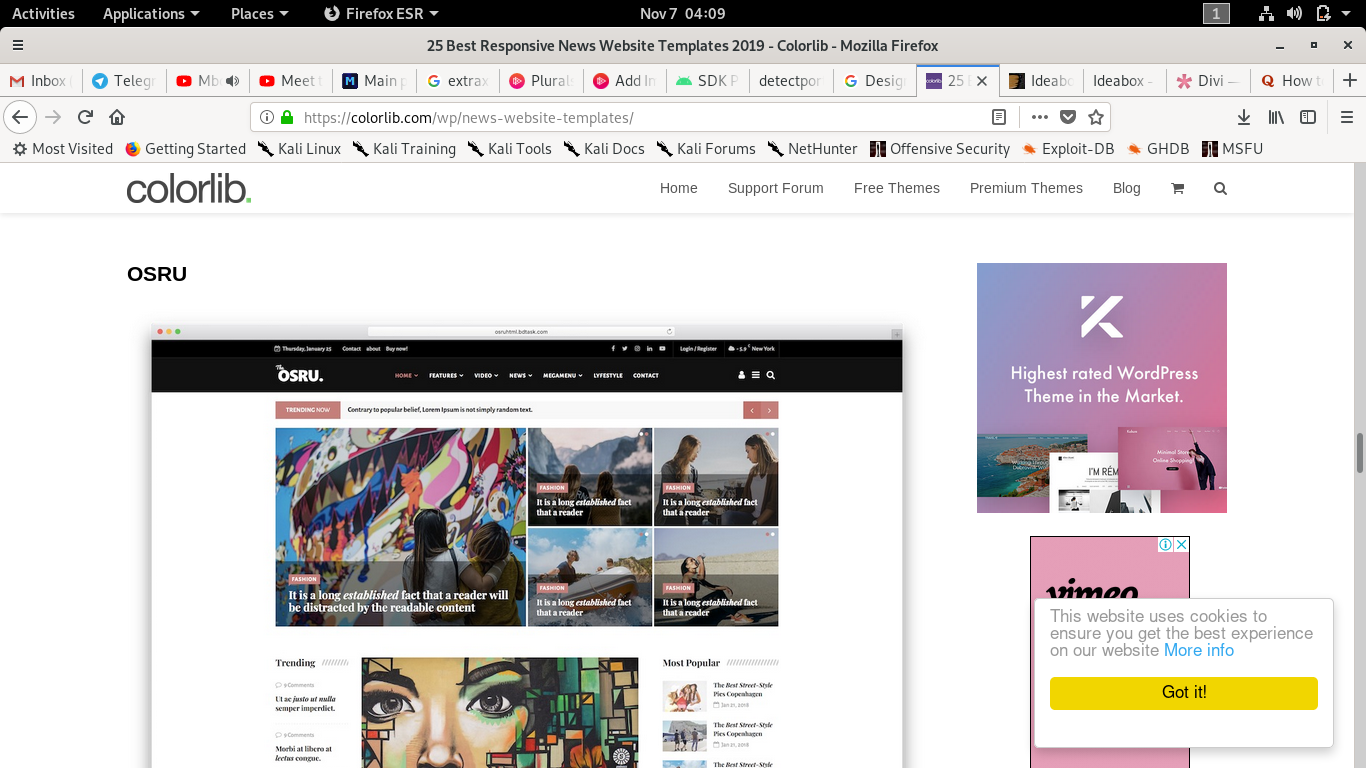 Activities Applications Places Firefox ESR Nov 7 04:09 1
25 Best Responsive News Website Templates 2019 - Colorlib - Mozilla Firefox
Inbox Telegr Mb Meet Main p extrax Plurals Add In SDK P detectpor Desig 25 Ideab Ideabox - Divi — How t
https://colorlib.com/wp/news-website-templates/
Most Visited Getting Started Kali Linux Kali Training Kali Tools Kali Docs Kali Forums NetHunter Offensive Security Exploit-DB GHDB MSFU
colorlib. Home Support Forum Free Themes Premium Themes Blog
OSRU
osruhtml.bdtask.com
Thursday, January 25 Contact about Buy now! Login / Register New York
The OSRU. HOME FEATURES VIDEO NEWS MEGAMENU LYFESTYLE CONTACT
TRENDING NOW Contrary to popular belief, Lorem Ipsum is not simply random text.
FASHION
It is a long established fact that a reader will
be distracted by the readable content
FASHION
It is a long established fact
that a reader
FASHION
It is a long established fact
that a reader
FASHION
It is a long established fact
that a reader
FASHION
It is a long established fact
that a reader
Trending
9 Comments
Ut ac justo ut nulla
semper imperdict.
9 Comments
Morbi at libero at
lectus congue.
Most Popular
The Best Street-Style
Pics Copenhagen
Jan 21, 2018
The Best Street-Style
Pics Copenhagen
Jan 21, 2018
The Best Street-Style
Highest rated WordPress
Theme in the Market.
Minimal Store
Online Shopping
vimeo
This website uses cookies to
ensure you get the best experience
on our website More info
Got it!